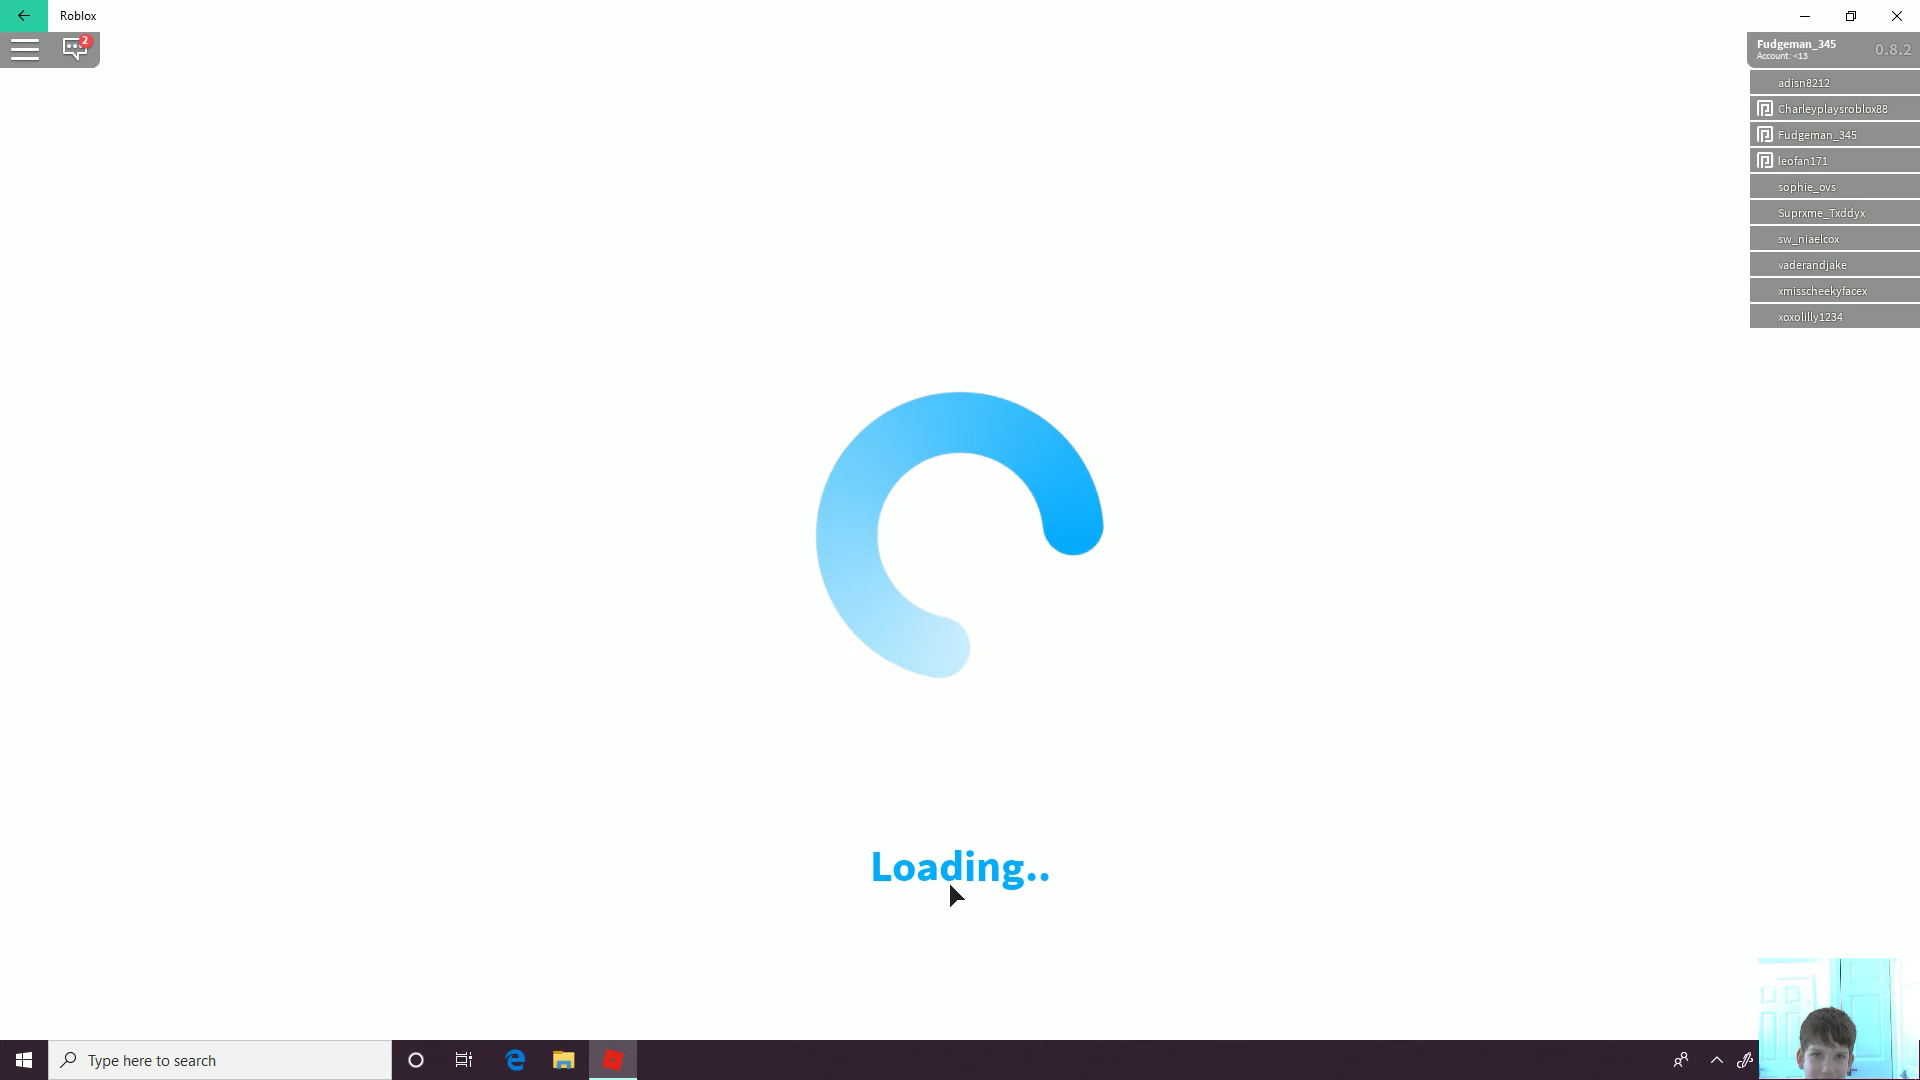 Roblox
2
Fudgeman_345
Account: <13
0.8.2
adisn8212
Charleyplaysroblox88
Fudgeman_345
leofan171
sophie_ovs
Suprxme_Txddyx
sw_niaelcox
vaderandjake
xmisscheekyfacex
xoxolilly1234
Loading..
Type here to search